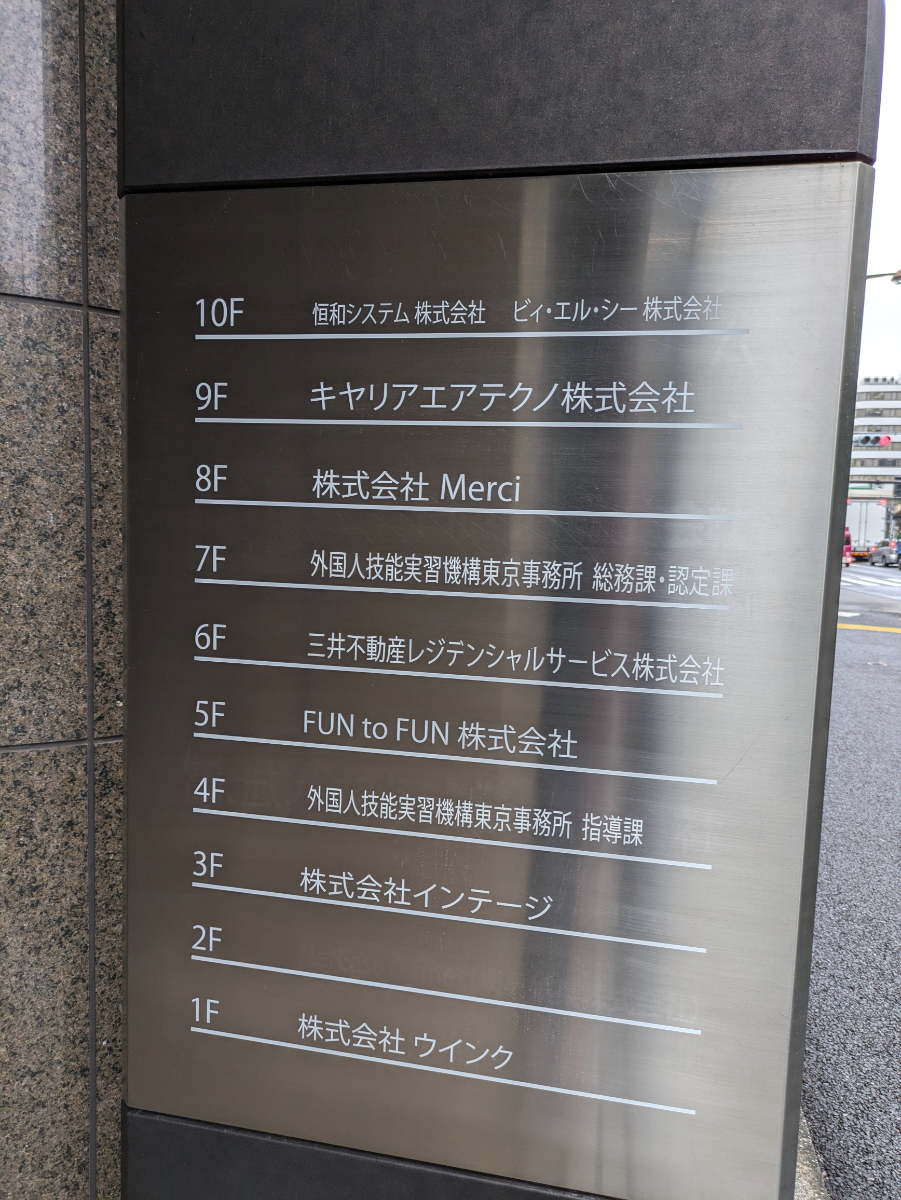 10F 恒和システム 株式会社 ビィ・エル・シー 株式会社
9F キヤリアエアテクノ株式会社
8F 株式会社 Merci
7F 外国人技能実習機構東京事務所 総務課・認定課
6F 三井不動産レジデンシャルサービス株式会社
5F FUN to FUN 株式会社
4F 外国人技能実習機構東京事務所 指導課
3F 株式会社インテージ
2F
1F 株式会社 ウインク